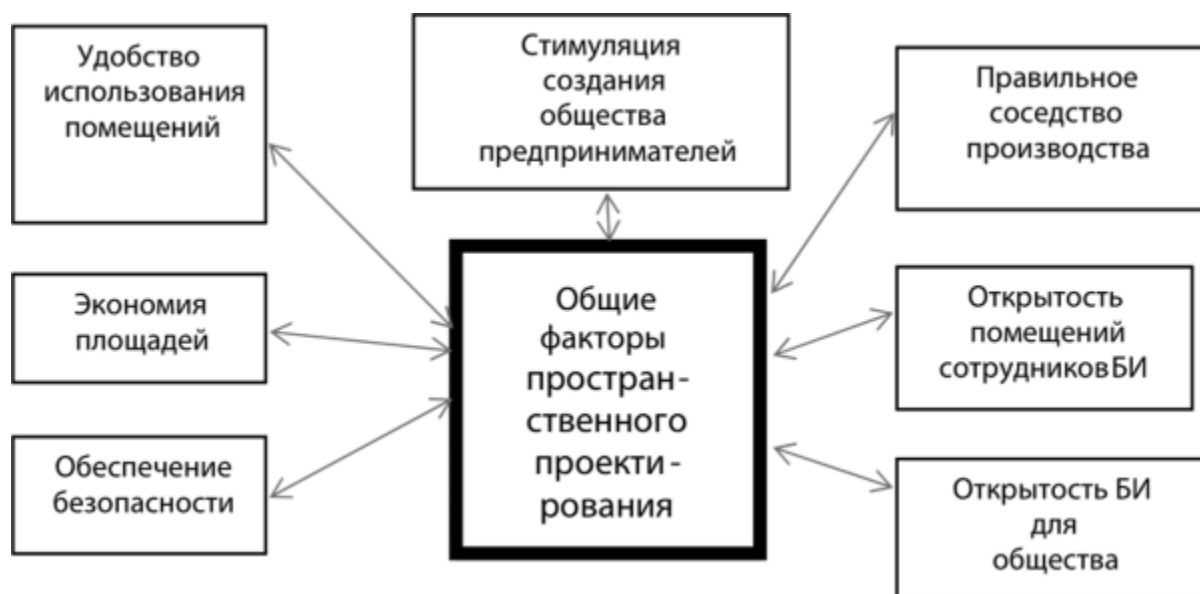 Удобство
использования
помещений
Стимуляция
создания
общества
предпринимателей
Правильное
соседство
производства
Экономия
площадей
Общие
факторы
простран-
ственного
проекти-
рования
Открытость
помещений
сотрудников БИ
Обеспечение
безопасности
Открытость БИ
для
общества